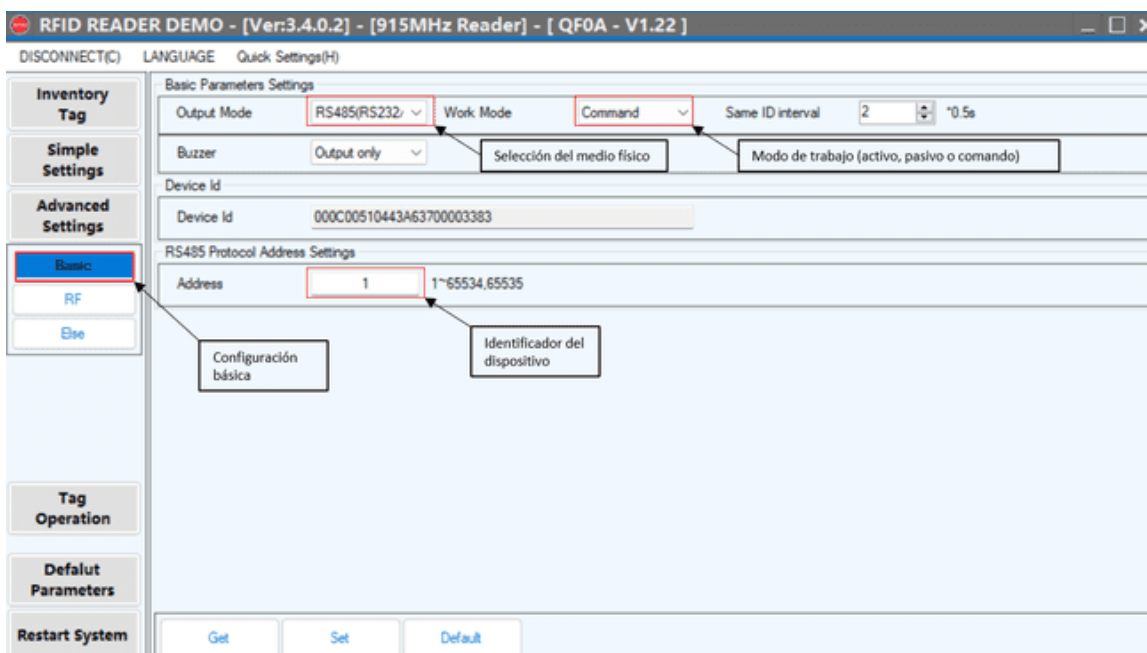 RFID READER DEMO - [Ver:3.4.0.2] - [915MHz Reader] - [ QF0A - V1.22 ]
DISCONNECT(C) LANGUAGE Quick Settings(H)
Inventory
Tag
Simple
Settings
Advanced
Settings
Basic
RF
Else
Tag
Operation
Defalut
Parameters
Restart System
Basic Parameters Settings
Output Mode RS485(RS232/ Work Mode Command Same ID interval 2 *0.5s
Buzzer Output only
Selección del medio físico
Modo de trabajo (activo, pasivo o comando)
Device Id
Device Id 000C00510443A63700003383
RS485 Protocol Address Settings
Address 1 1~65534,65535
Configuración
básica
Identificador del
dispositivo
Get Set Default